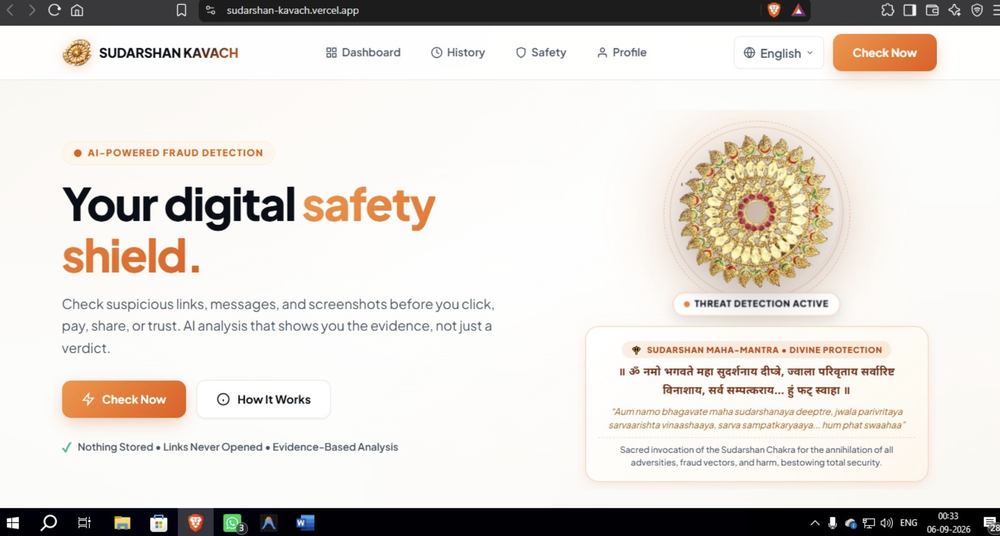 sudarshan-kavach.vercel.app
SUDARSHAN KAVACH
Dashboard
History
Safety
Profile
English
Check Now
AI-POWERED FRAUD DETECTION
Your digital safety
shield.
Check suspicious links, messages, and screenshots before you click,
pay, share, or trust. AI analysis that shows you the evidence, not just a
verdict.
Check Now
How It Works
Nothing Stored • Links Never Opened • Evidence-Based Analysis
THREAT DETECTION ACTIVE
SUDARSHAN MAHA-MANTRA • DIVINE PROTECTION
॥ ॐ नमो भगवते महा सुदर्शनाय दीप्त्रे, ज्वाला परिवृताय सर्वारिष्ट
विनाशाय, सर्व सम्पत्कराय... हुं फट् स्वाहा ॥
“Aum namo bhagavate maha sudarshanaya deeptre, jwala parivritaya
sarvaarishta vinaashaaya, sarva sampatkaryaaya... hum phat swaahaa”
Sacred invocation of the Sudarshan Chakra for the annihilation of all
adversities, fraud vectors, and harm, bestowing total security.
3
W
ENG
00:33
06-09-2026
28